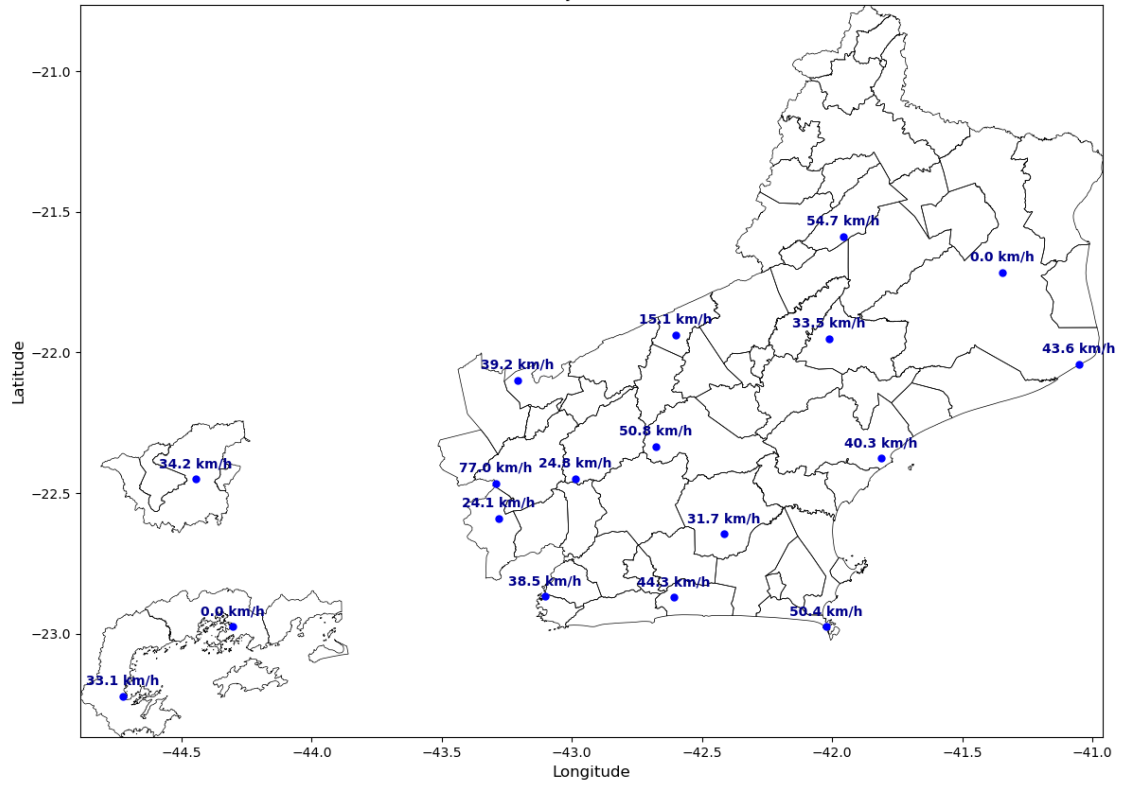 −21.0
−21.5
−22.0
−22.5
−23.0
Latitude
54.7 km/h
0.0 km/h
15.1 km/h
33.5 km/h
43.6 km/h
39.2 km/h
50.8 km/h
40.3 km/h
34.2 km/h
77.0 km/h
24.8 km/h
24.1 km/h
31.7 km/h
38.5 km/h
44.3 km/h
0.0 km/h
50.4 km/h
33.1 km/h
−44.5
−44.0
−43.5
−43.0
−42.5
−42.0
−41.5
−41.0
Longitude